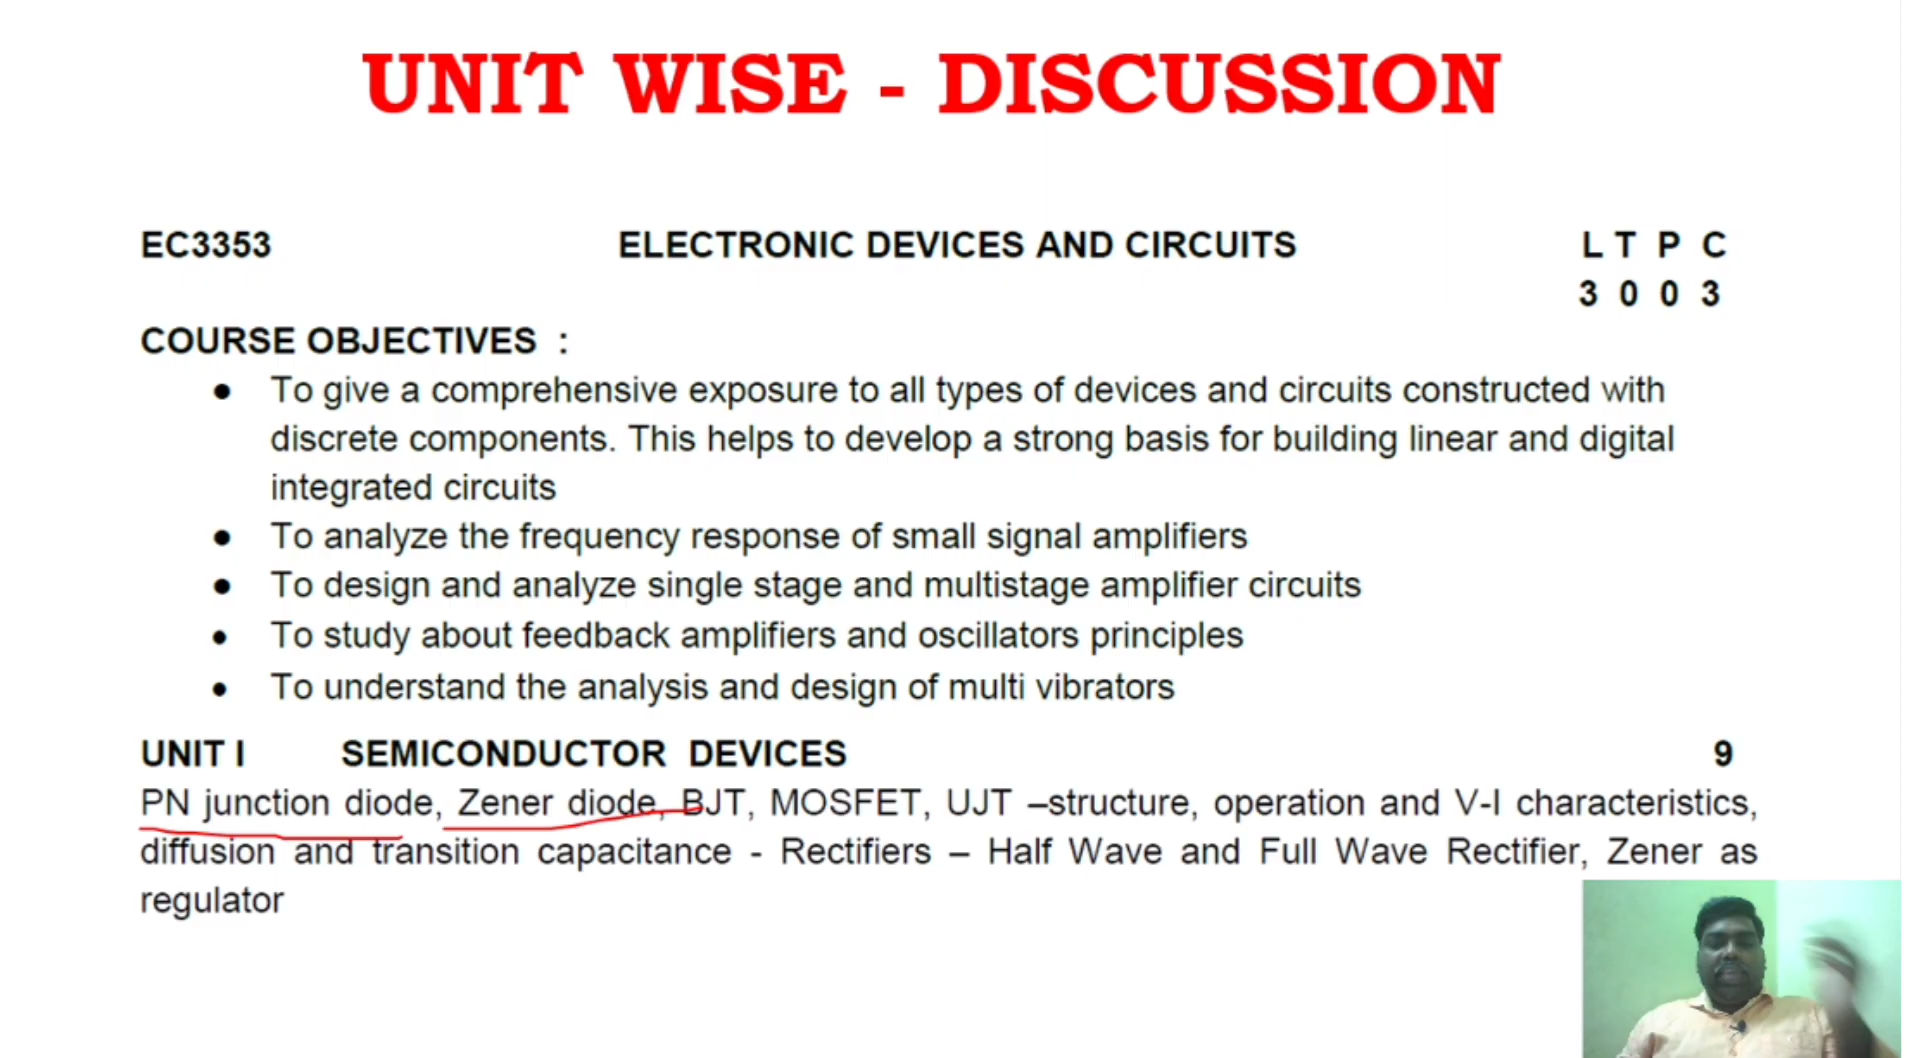 UNIT WISE - DISCUSSION
EC3353 ELECTRONIC DEVICES AND CIRCUITS L T P C
3 0 0 3
COURSE OBJECTIVES :
● To give a comprehensive exposure to all types of devices and circuits constructed with
discrete components. This helps to develop a strong basis for building linear and digital
integrated circuits
● To analyze the frequency response of small signal amplifiers
● To design and analyze single stage and multistage amplifier circuits
● To study about feedback amplifiers and oscillators principles
● To understand the analysis and design of multi vibrators
UNIT I SEMICONDUCTOR DEVICES 9
PN junction diode, Zener diode, BJT, MOSFET, UJT –structure, operation and V-I characteristics,
diffusion and transition capacitance - Rectifiers – Half Wave and Full Wave Rectifier, Zener as
regulator